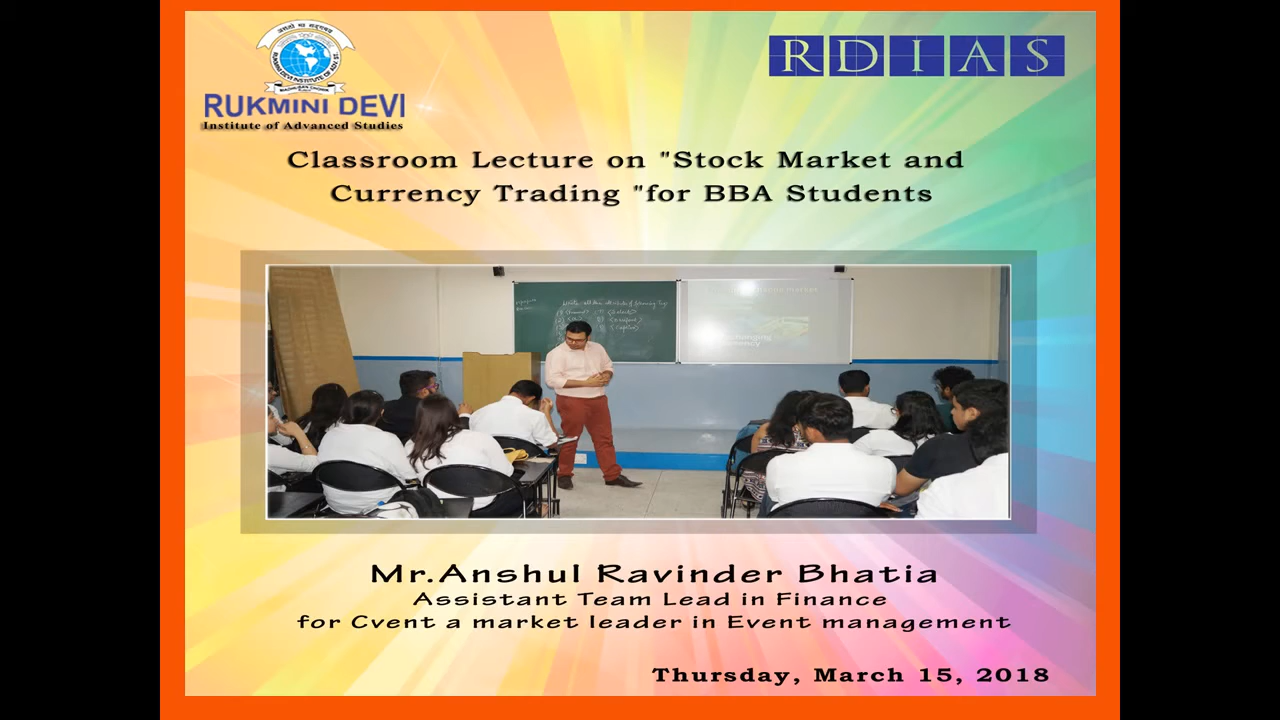 RDIAS
RUKMINI DEVI
Institute of Advanced Studies
Classroom Lecture on "Stock Market and
Currency Trading "for BBA Students
Mr.Anshul Ravinder Bhatia
Assistant Team Lead in Finance
for Cvent a market leader in Event management
Thursday, March 15, 2018